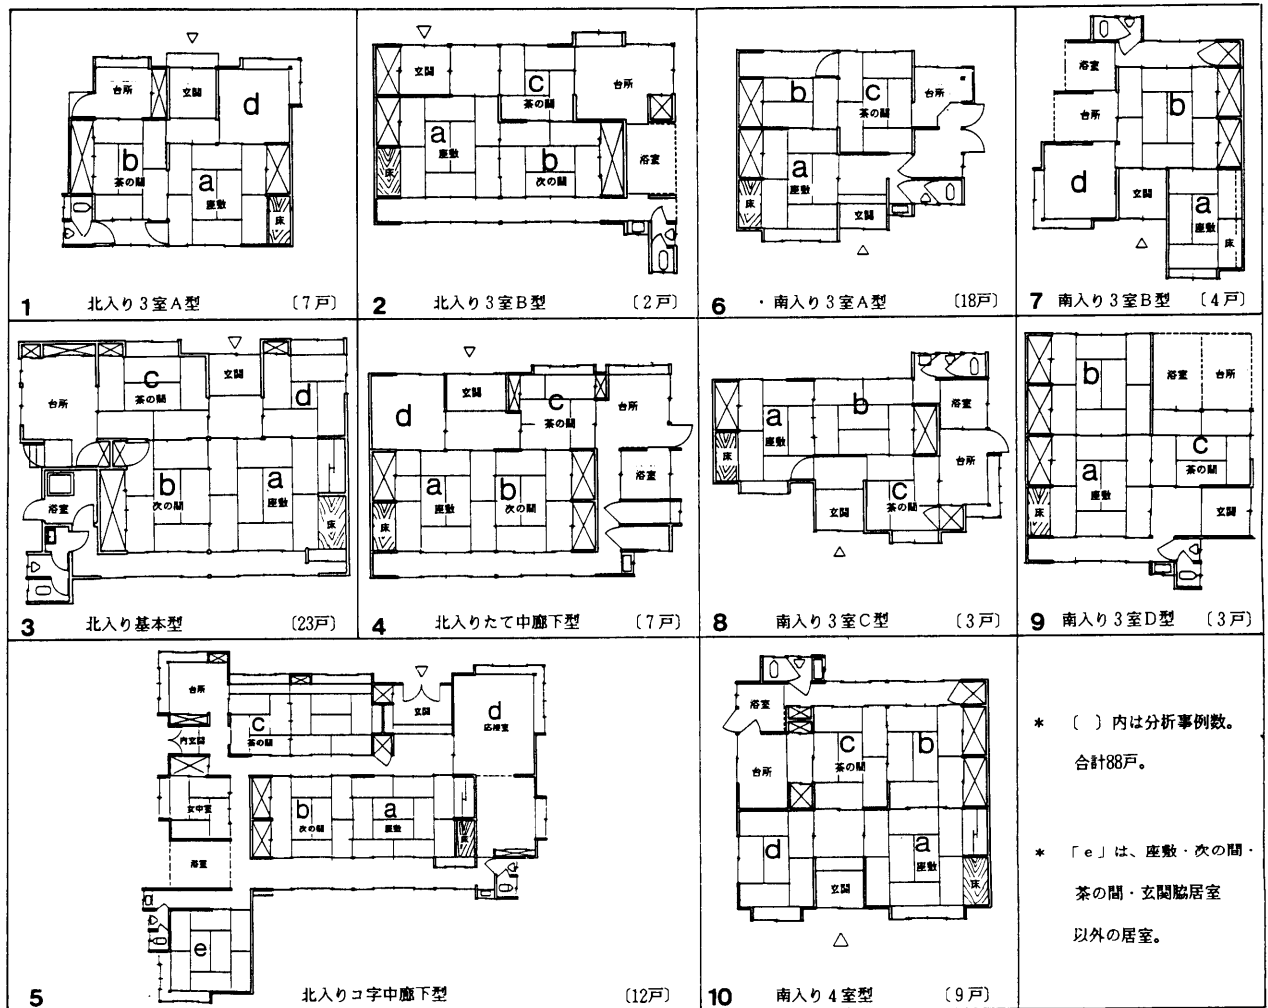 台所
玄関
d
b
茶の間
a
座敷
床
1 北入り3室A型 〔7戸〕
玄関
c
茶の間
台所
a
座敷
床
b
次の間
浴室
2 北入り3室B型 〔2戸〕
b
c
茶の間
台所
a
座敷
床
玄関
6 ・南入り3室A型 〔18戸〕
浴室
b
台所
d
玄関
a
座敷
床
7 南入り3室B型 〔4戸〕
台所
c
茶の間
玄関
d
b
次の間
a
座敷
浴室
床
3 北入り基本型 〔23戸〕
d
玄関
c
茶の間
台所
a
座敷
b
次の間
浴室
床
4 北入りたて中廊下型 〔7戸〕
a
座敷
床
b
浴室
台所
玄関
c
茶の間
8 南入り3室C型 〔3戸〕
b
浴室
台所
c
茶の間
a
座敷
床
玄関
9 南入り3室D型 〔3戸〕
台所
c
茶の間
玄関
d
応接室
内玄関
女中室
b
次の間
a
座敷
床
浴室
e
5 北入りコ字中廊下型 〔12戸〕
浴室
台所
c
茶の間
b
d
玄関
a
座敷
床
10 南入り4室型 〔9戸〕
* 〔 〕内は分析事例数。
合計88戸。
* 「e」は、座敷・次の間・
茶の間・玄関脇居室
以外の居室。